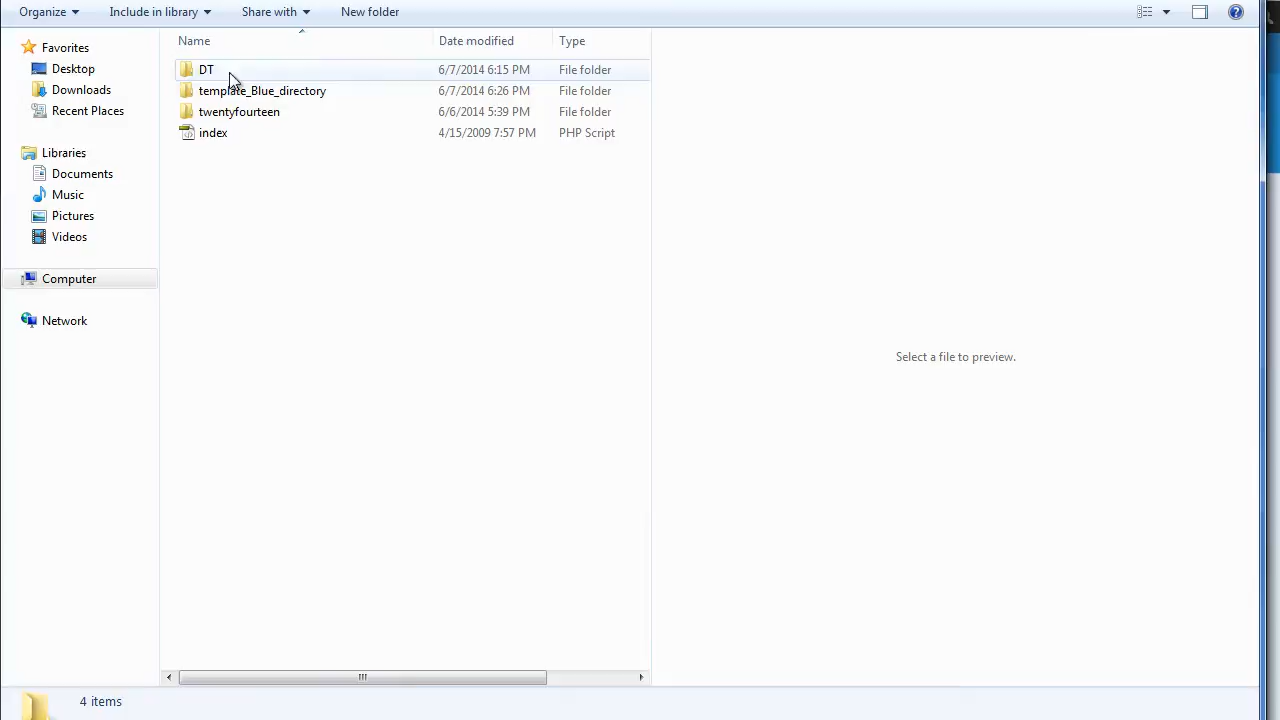 Organize Include in library Share with New folder
Name Date modified Type
Favorites
Desktop
Downloads
Recent Places
Libraries
Documents
Music
Pictures
Videos
Computer
Network
DT 6/7/2014 6:15 PM File folder
template_Blue_directory 6/7/2014 6:26 PM File folder
twentyfourteen 6/6/2014 5:39 PM File folder
index 4/15/2009 7:57 PM PHP Script
Select a file to preview.
4 items